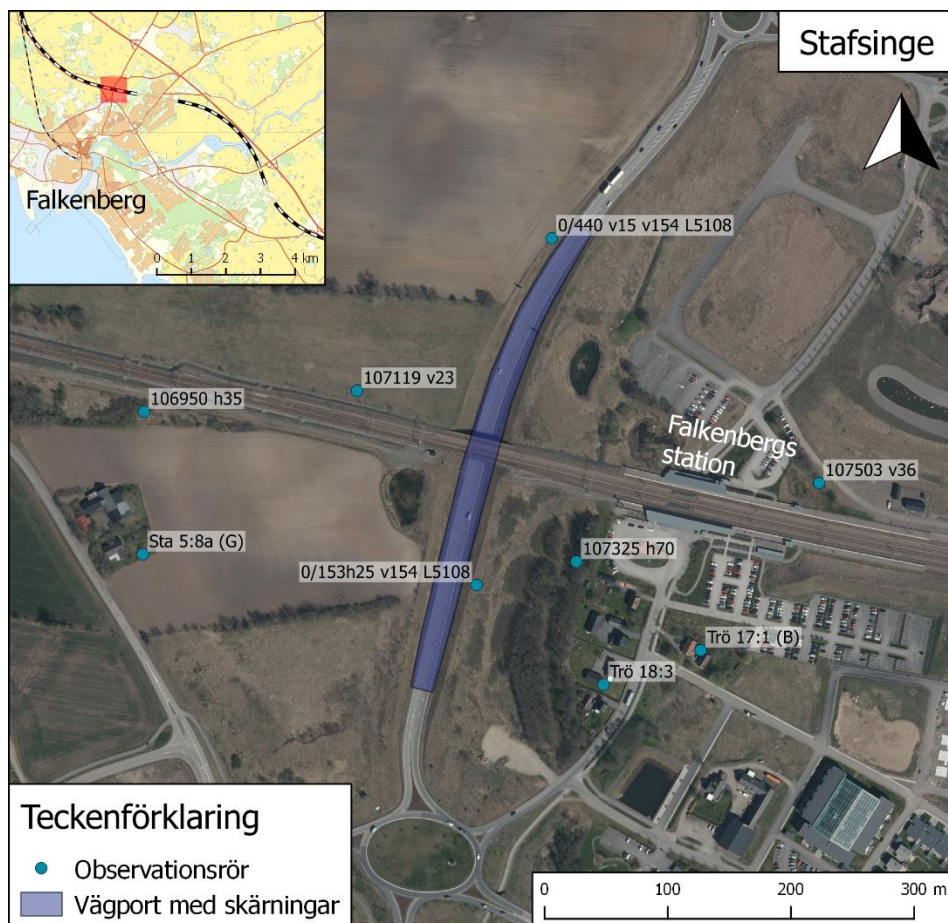 Stafsinge
Falkenberg
0 1 2 3 4 km
0/440 v15 v154 L5108
107119 v23
106950 h35
Falkenbergs
station
107503 v36
Sta 5:8a (G)
107325 h70
0/153h25 v154 L5108
Trö 17:1 (B)
Trö 18:3
Teckenförklaring
Observationsrör
Vägport med skärningar
0 100 200 300 m